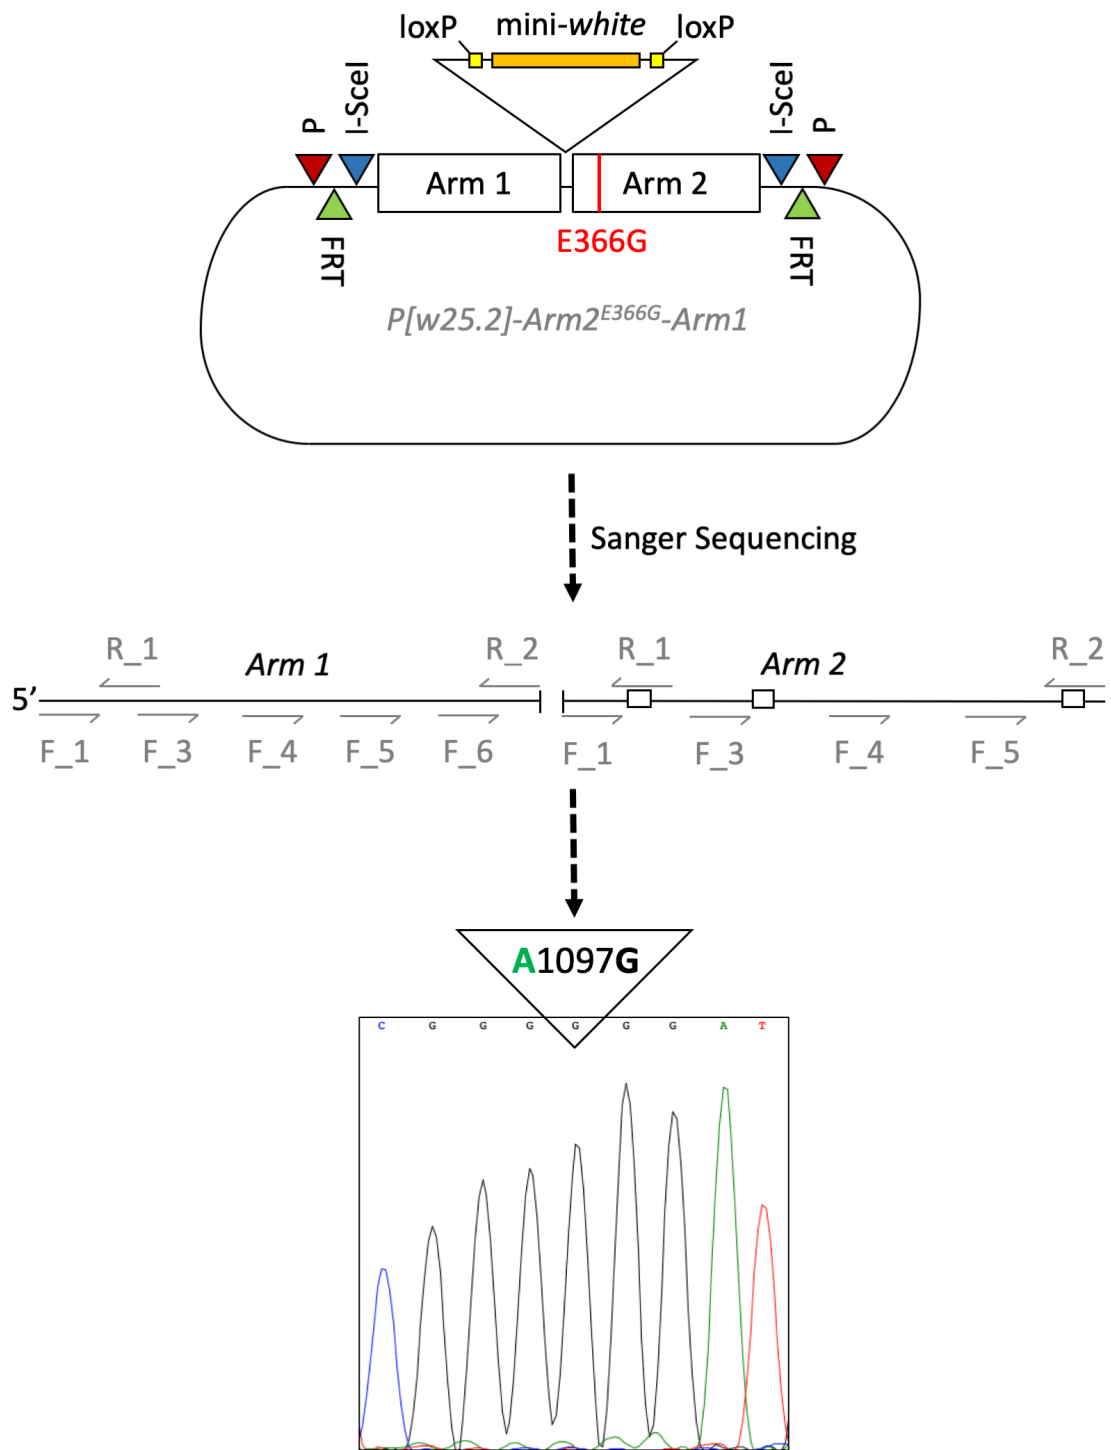 loxP mini-white loxP
P I-SceI I-SceI P
Arm 1 Arm 2
E366G
FRT FRT
P[w25.2]-Arm2E366G-Arm1
Sanger Sequencing
R_1 Arm 1 R_2 R_1 Arm 2 R_2
5’
F_1 F_3 F_4 F_5 F_6 F_1 F_3 F_4 F_5
A1097G
C G G G G G G A T